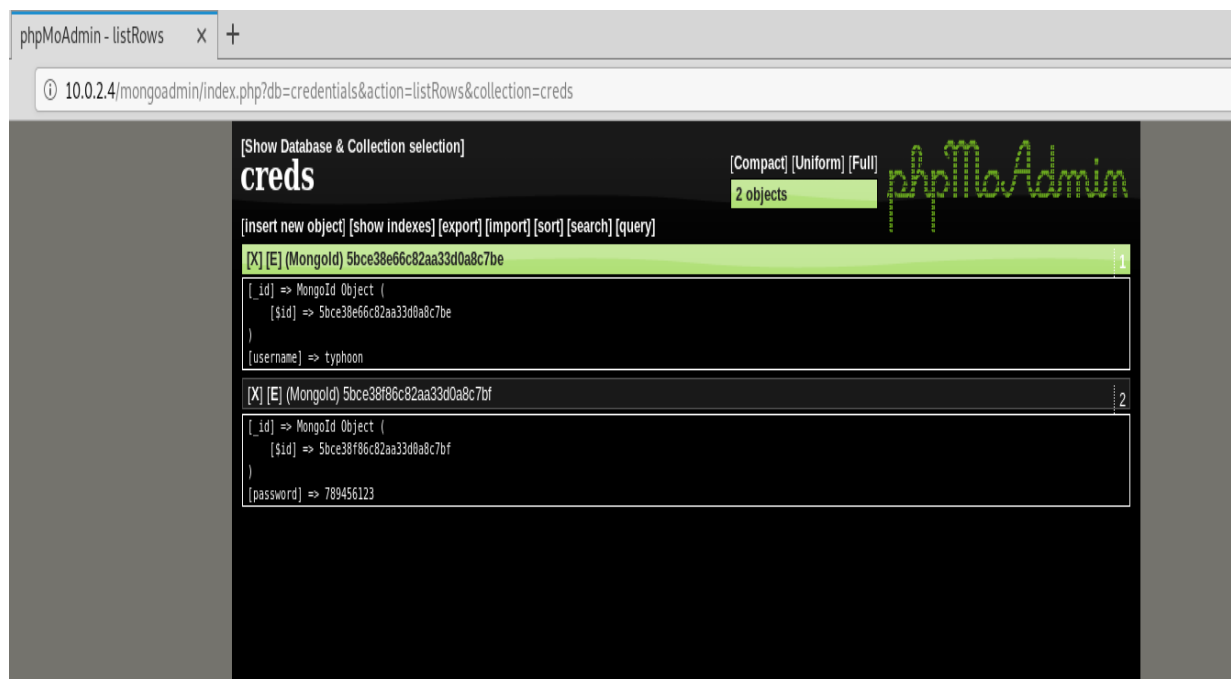 phpMoAdmin - listRows X +
10.0.2.4/mongoadmin/index.php?db=credentials&action=listRows&collection=creds
[Show Database & Collection selection]
creds
[Compact] [Uniform] [Full]
2 objects
phpMoAdmin
[insert new object] [show indexes] [export] [import] [sort] [search] [query]
[X] [E] (MongoId) 5bce38e66c82aa33d0a8c7be 1
[_id] => MongoId Object (
[$id] => 5bce38e66c82aa33d0a8c7be
)
[username] => typhoon
[X] [E] (MongoId) 5bce38f86c82aa33d0a8c7bf 2
[_id] => MongoId Object (
[$id] => 5bce38f86c82aa33d0a8c7bf
)
[password] => 789456123